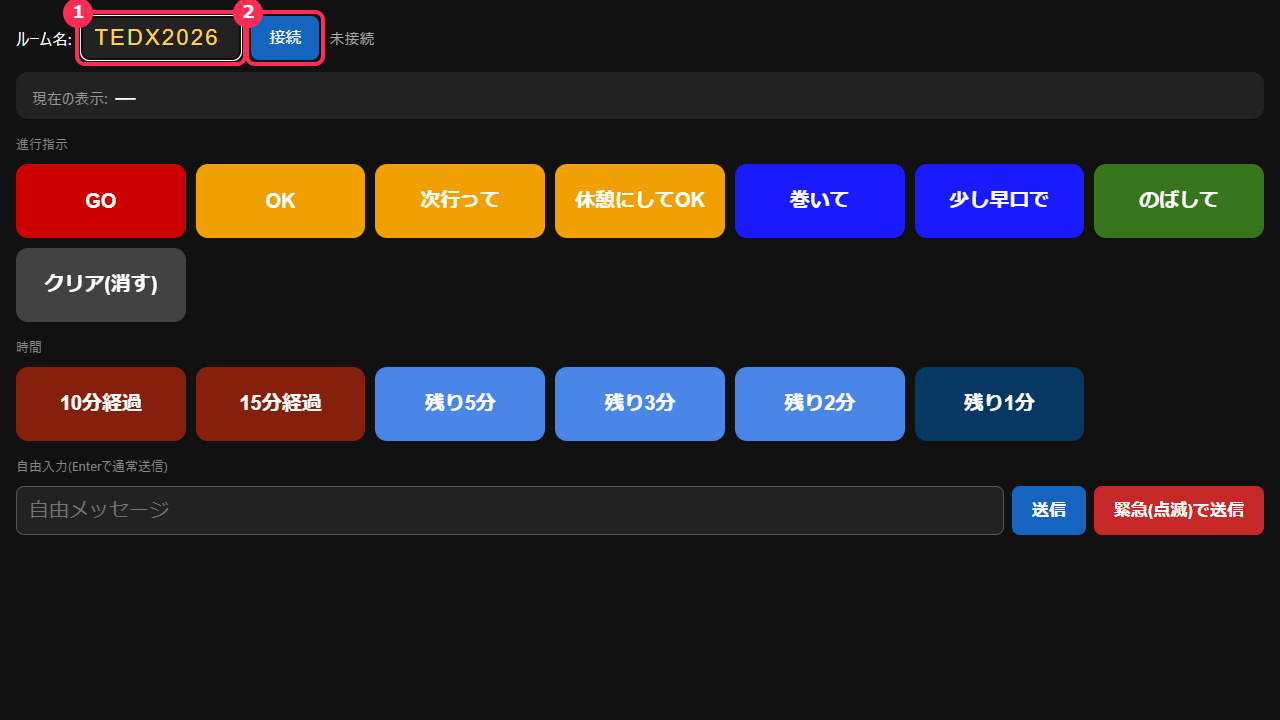 1 2
ルーム名: TEDX2026 接続 未接続
現在の表示: —
進行指示
GO OK 次行って 休憩にしてOK 巻いて 少し早口で のばして
クリア(消す)
時間
10分経過 15分経過 残り5分 残り3分 残り2分 残り1分
自由入力(Enterで通常送信)
自由メッセージ 送信 緊急(点滅)で送信